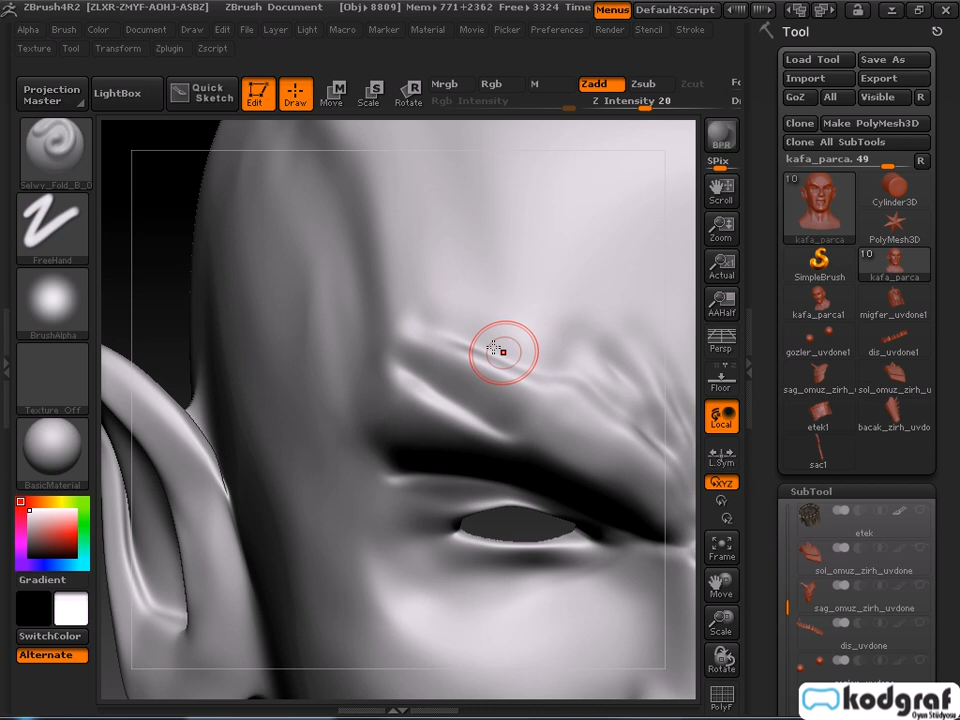 ZBrush4R2 [ZLXR-ZMYF-AOHJ-ASBZ] ZBrush Document [Obj▸8809] Mem▸771+2362 Free▸3324 Time▸ Menus DefaultZScript
Alpha Brush Color Document Draw Edit File Layer Light Macro Marker Material Movie Picker Preferences Render Stencil Stroke
Texture Tool Transform Zplugin Zscript
Tool
Load Tool Save As
Import Export
GoZ All Visible R
Clone Make PolyMesh3D
Clone All SubTools
kafa_parca. 49 R
Projection Master
LightBox
Quick Sketch
Edit Draw Move Scale Rotate
Mrgb Rgb M Zadd Zsub Zcut
Rgb Intensity Z Intensity 20
Selwy_Fold_B_0
FreeHand
BrushAlpha
Texture Off
BasicMaterial
Gradient
SwitchColor
Alternate
BPR
SPix
Scroll
Zoom
Actual
AAHalf
Persp
Floor
Local
L.Sym
XYZ
Y
Z
Frame
Move
Scale
Rotate
PolyF
10
kafa_parca
Cylinder3D
PolyMesh3D
SimpleBrush
10
kafa_parca
kafa_parca1 migfer_uvdone1
gozler_uvdone1 dis_uvdone1
sag_omuz_zirh_ sol_omuz_zirh_u
etek1 bacak_zirh_uvdo
sac1
SubTool
etek
sol_omuz_zirh_uvdone
sag_omuz_zirh_uvdone
dis_uvdone
kodgraf
Oyun Stüdyosu